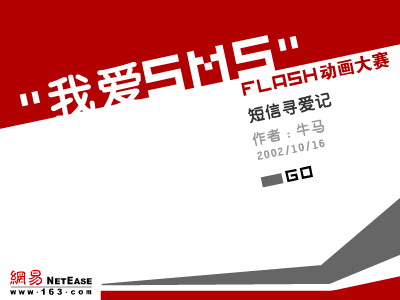 "我爱SMS"
FLASH动画大赛
短信寻爱记
作者：牛马
2002/10/16
GO
網易 NETEASE
www.163.com